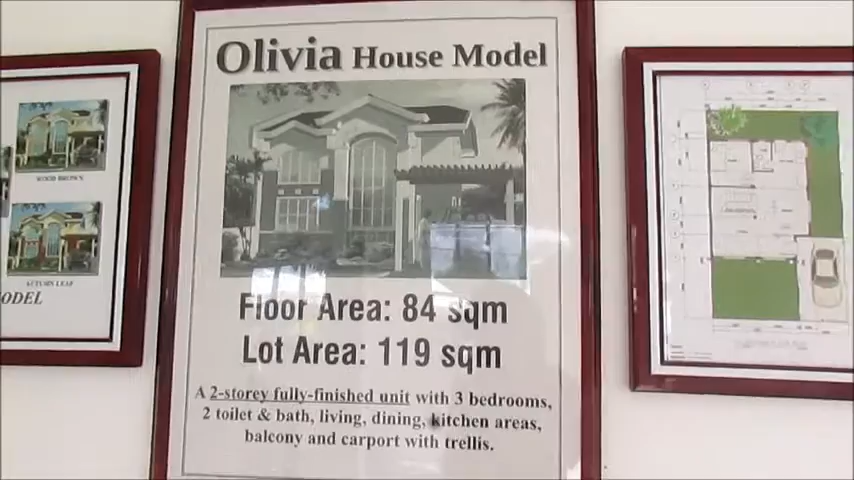 WOOD BROWN
AUTUMN LEAF
ODEL
Olivia House Model
Floor Area: 84 sqm
Lot Area: 119 sqm
A 2-storey fully-finished unit with 3 bedrooms,
2 toilet & bath, living, dining, kitchen areas,
balcony and carport with trellis.